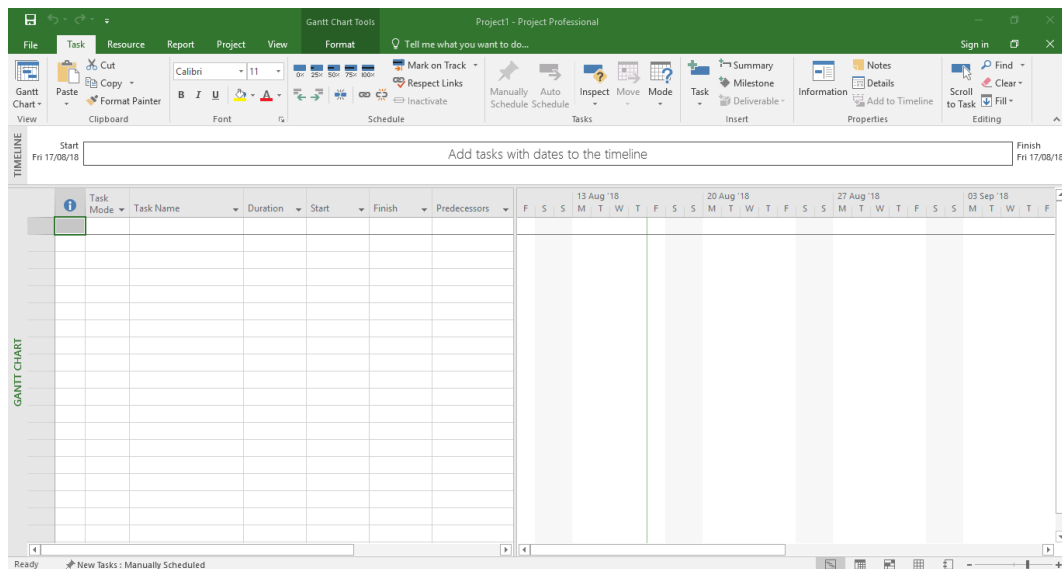 Gantt Chart Tools Project1 - Project Professional
File Task Resource Report Project View Format Tell me what you want to do... Sign in
Gantt Chart
Paste
Cut
Copy
Format Painter
Calibri 11
B I U A
0% 25% 50% 75% 100%
Mark on Track
Respect Links
Inactivate
Manually Schedule
Auto Schedule
Inspect
Move
Mode
Task
Summary
Milestone
Deliverable
Information
Notes
Details
Add to Timeline
Scroll to Task
Find
Clear
Fill
View Clipboard Font Schedule Tasks Insert Properties Editing
TIMELINE
Start
Fri 17/08/18
Add tasks with dates to the timeline
Finish
Fri 17/08/18
Task Mode Task Name Duration Start Finish Predecessors
13 Aug '18 20 Aug '18 27 Aug '18 03 Sep '18
F S S M T W T F S S M T W T F S S M T W T F S S M T W T F
GANTT CHART
Ready New Tasks : Manually Scheduled